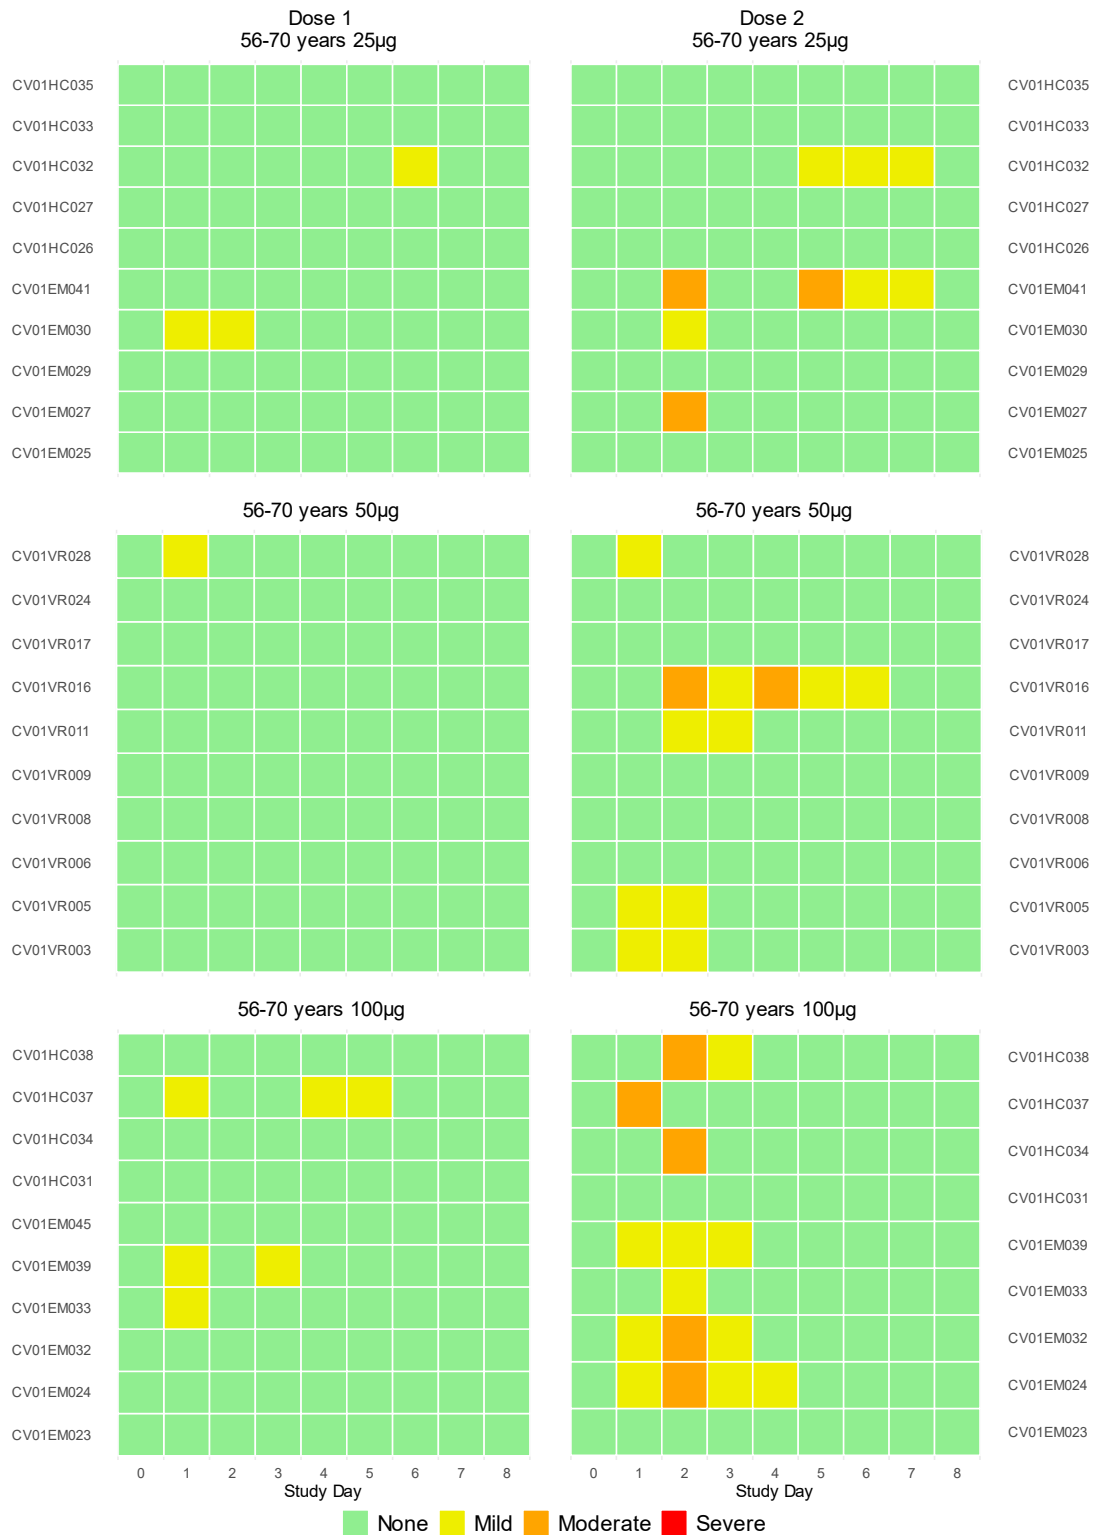 Dose 1
56-70 years 25µg
Dose 2
56-70 years 25µg
CV01HC035
CV01HC033
CV01HC032
CV01HC027
CV01HC026
CV01EM041
CV01EM030
CV01EM029
CV01EM027
CV01EM025
CV01HC035
CV01HC033
CV01HC032
CV01HC027
CV01HC026
CV01EM041
CV01EM030
CV01EM029
CV01EM027
CV01EM025
56-70 years 50µg
56-70 years 50µg
CV01VR028
CV01VR024
CV01VR017
CV01VR016
CV01VR011
CV01VR009
CV01VR008
CV01VR006
CV01VR005
CV01VR003
CV01VR028
CV01VR024
CV01VR017
CV01VR016
CV01VR011
CV01VR009
CV01VR008
CV01VR006
CV01VR005
CV01VR003
56-70 years 100µg
56-70 years 100µg
CV01HC038
CV01HC037
CV01HC034
CV01HC031
CV01EM045
CV01EM039
CV01EM033
CV01EM032
CV01EM024
CV01EM023
CV01HC038
CV01HC037
CV01HC034
CV01HC031
CV01EM039
CV01EM033
CV01EM032
CV01EM024
CV01EM023
0 1 2 3 4 5 6 7 8
Study Day
0 1 2 3 4 5 6 7 8
Study Day
None Mild Moderate Severe